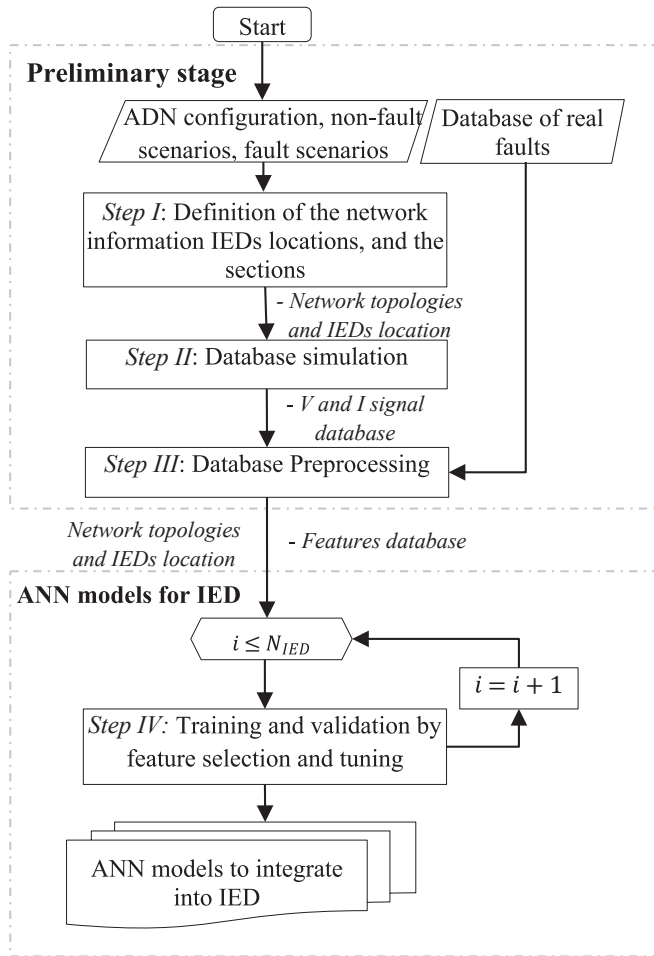 Start
Preliminary stage
ADN configuration, non-fault
scenarios, fault scenarios
Database of real
faults
Step I: Definition of the network
information IEDs locations, and the
sections
- Network topologies
and IEDs location
Step II: Database simulation
- V and I signal
database
Step III: Database Preprocessing
Network topologies
and IEDs location
- Features database
ANN models for IED
i ≤ N_IED
i = i + 1
Step IV: Training and validation by
feature selection and tuning
ANN models to integrate
into IED